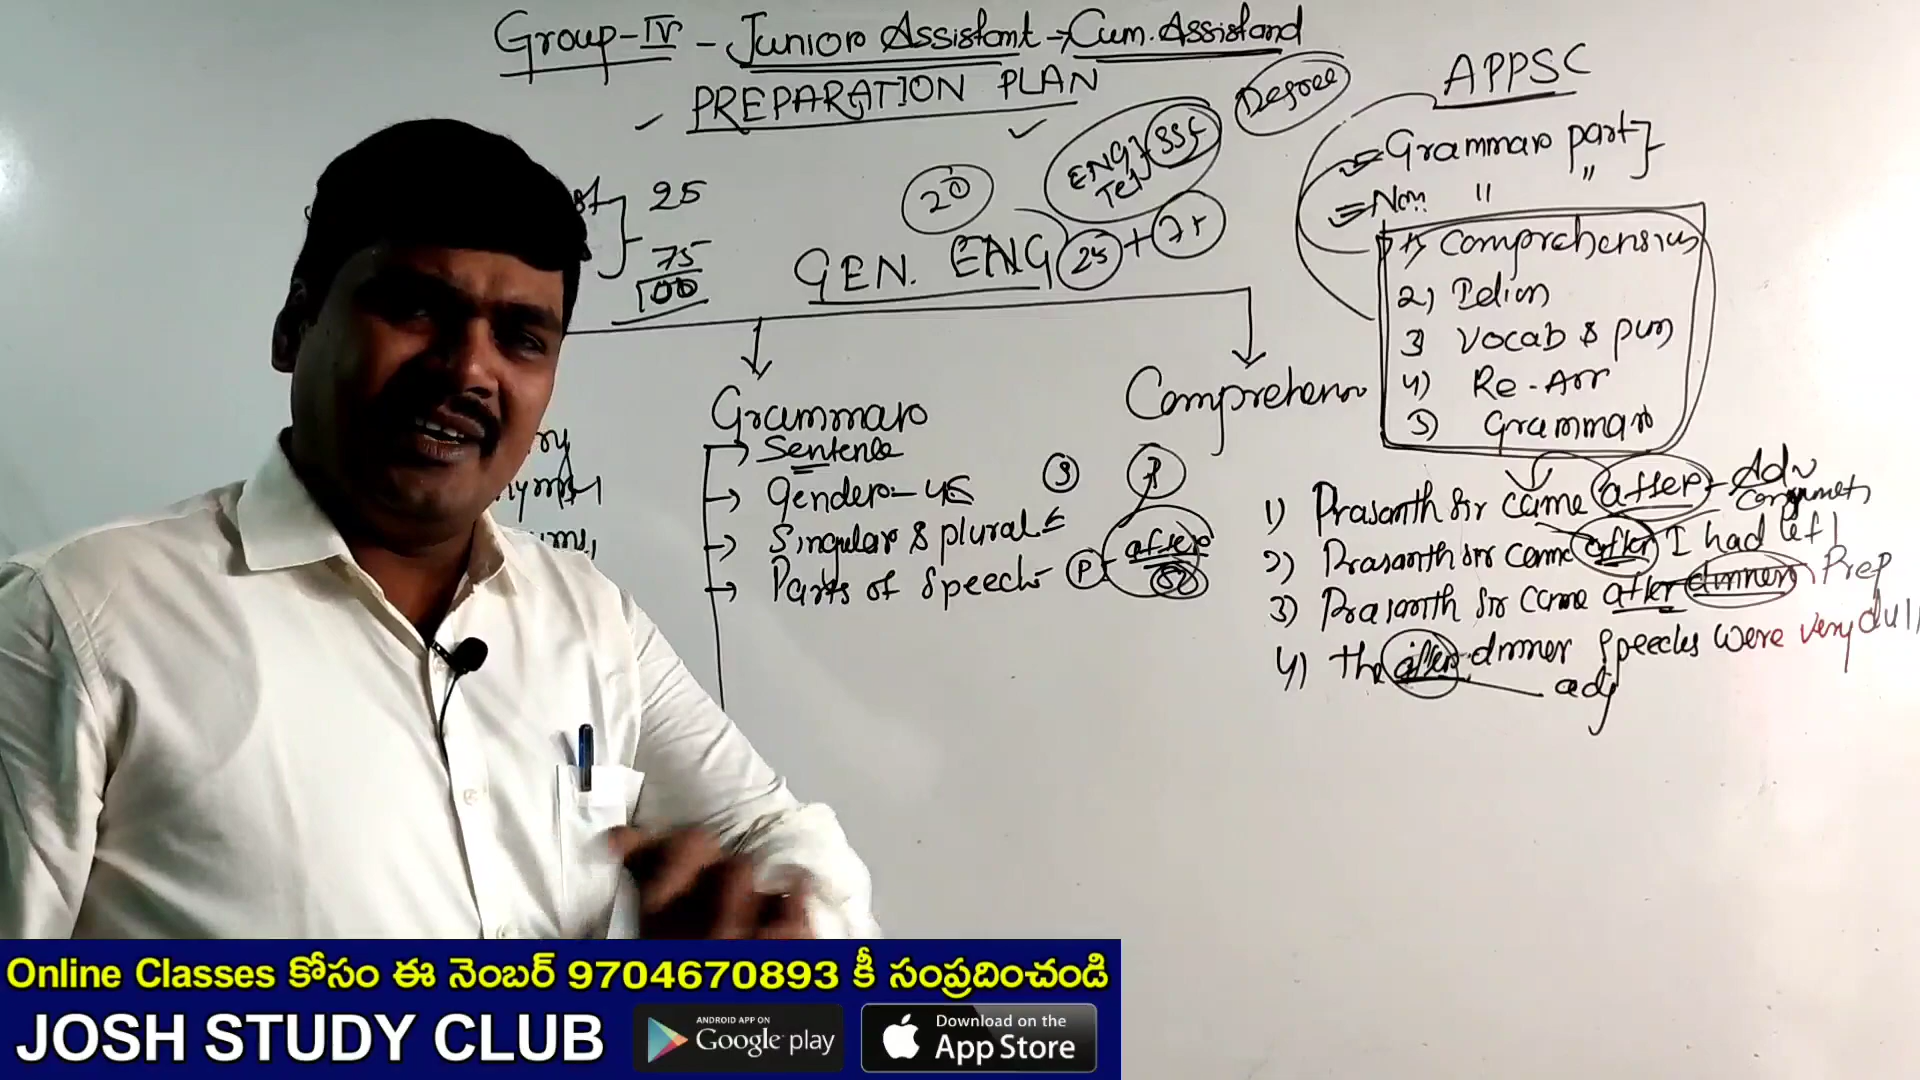 Group-IV - Junior Assistant → Cum. Assistand
PREPARATION PLAN
Degree
APPSC
Grammar part
Non " "
25
75
100
20
ENG
Tel
GEN. ENG 25 + 75
1) Comprehension
2) Idiom
3 Vocab & pun
4) Re-Arr
5) Grammar
Grammar
Comprehension
→ Sentence
→ Gender - 45
→ Singular & plural
→ Parts of Speech
P - after
1) Prasanth Sir came after - Adv
2) Prasanth sir came after I had left
3) Prasanth Sir came after dinner Prep
4) the after dinner speechs were very dull
adj
Online Classes కోసం ఈ నెంబర్ 9704670893 కీ సంప్రదించండి
JOSH STUDY CLUB
ANDROID APP ON
Google play
Download on the
App Store